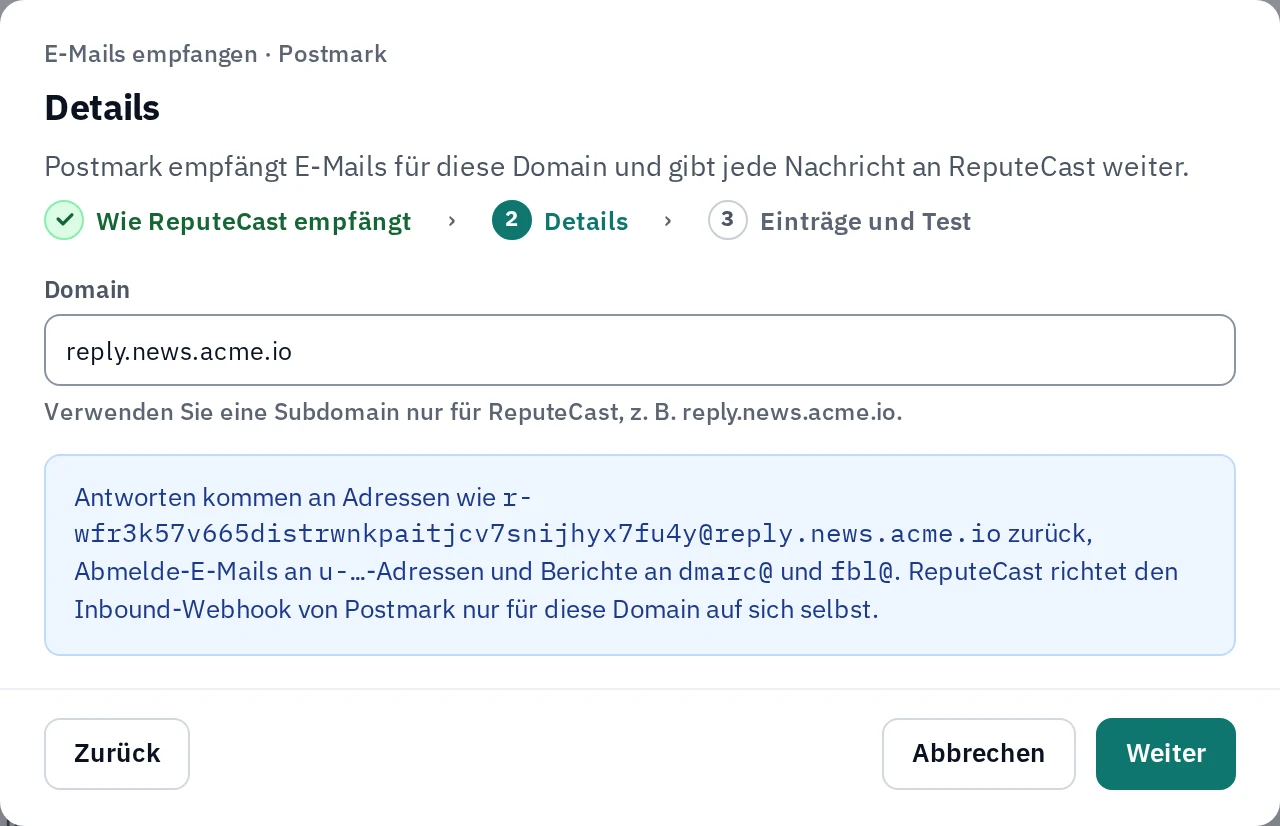 E-Mails empfangen · Postmark
Details
Postmark empfängt E-Mails für diese Domain und gibt jede Nachricht an ReputeCast weiter.
Wie ReputeCast empfängt › 2 Details › 3 Einträge und Test
Domain
reply.news.acme.io
Verwenden Sie eine Subdomain nur für ReputeCast, z. B. reply.news.acme.io.
Antworten kommen an Adressen wie r-
wfr3k57v665distrwnkpaitjcv7snijhyx7fu4y@reply.news.acme.io zurück,
Abmelde-E-Mails an u-…-Adressen und Berichte an dmarc@ und fbl@. ReputeCast richtet den
Inbound-Webhook von Postmark nur für diese Domain auf sich selbst.
Zurück Abbrechen Weiter